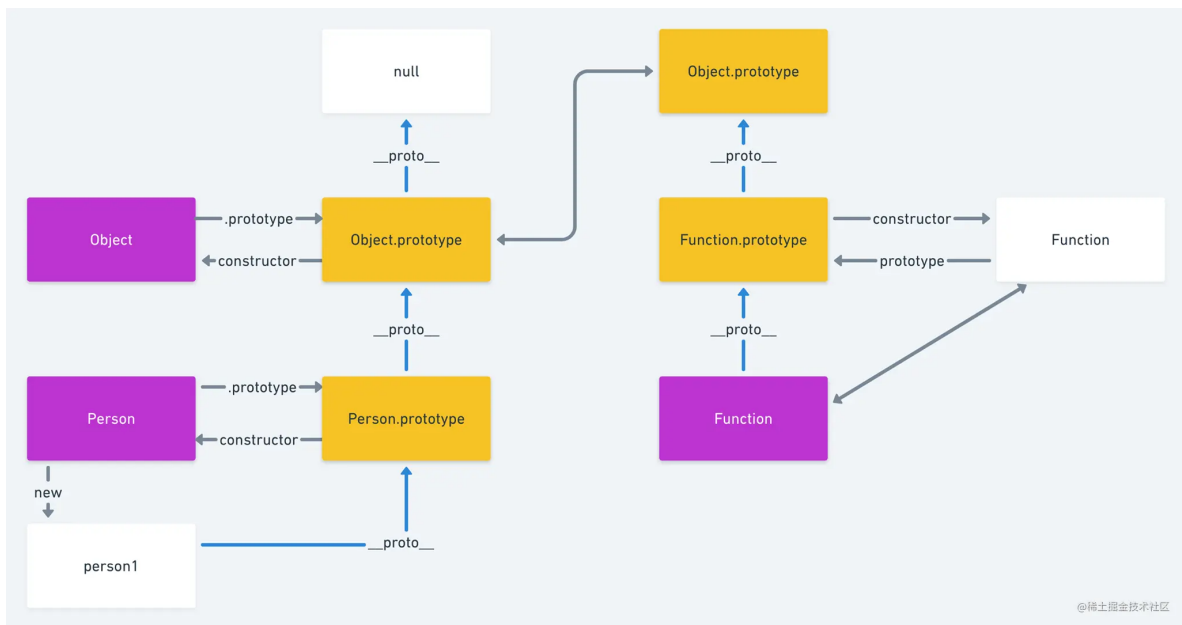 null
Object.prototype
__proto__
__proto__
Object
.prototype
constructor
Object.prototype
Function.prototype
constructor
prototype
Function
__proto__
__proto__
Person
.prototype
constructor
Person.prototype
Function
new
__proto__
person1
@稀土掘金技术社区